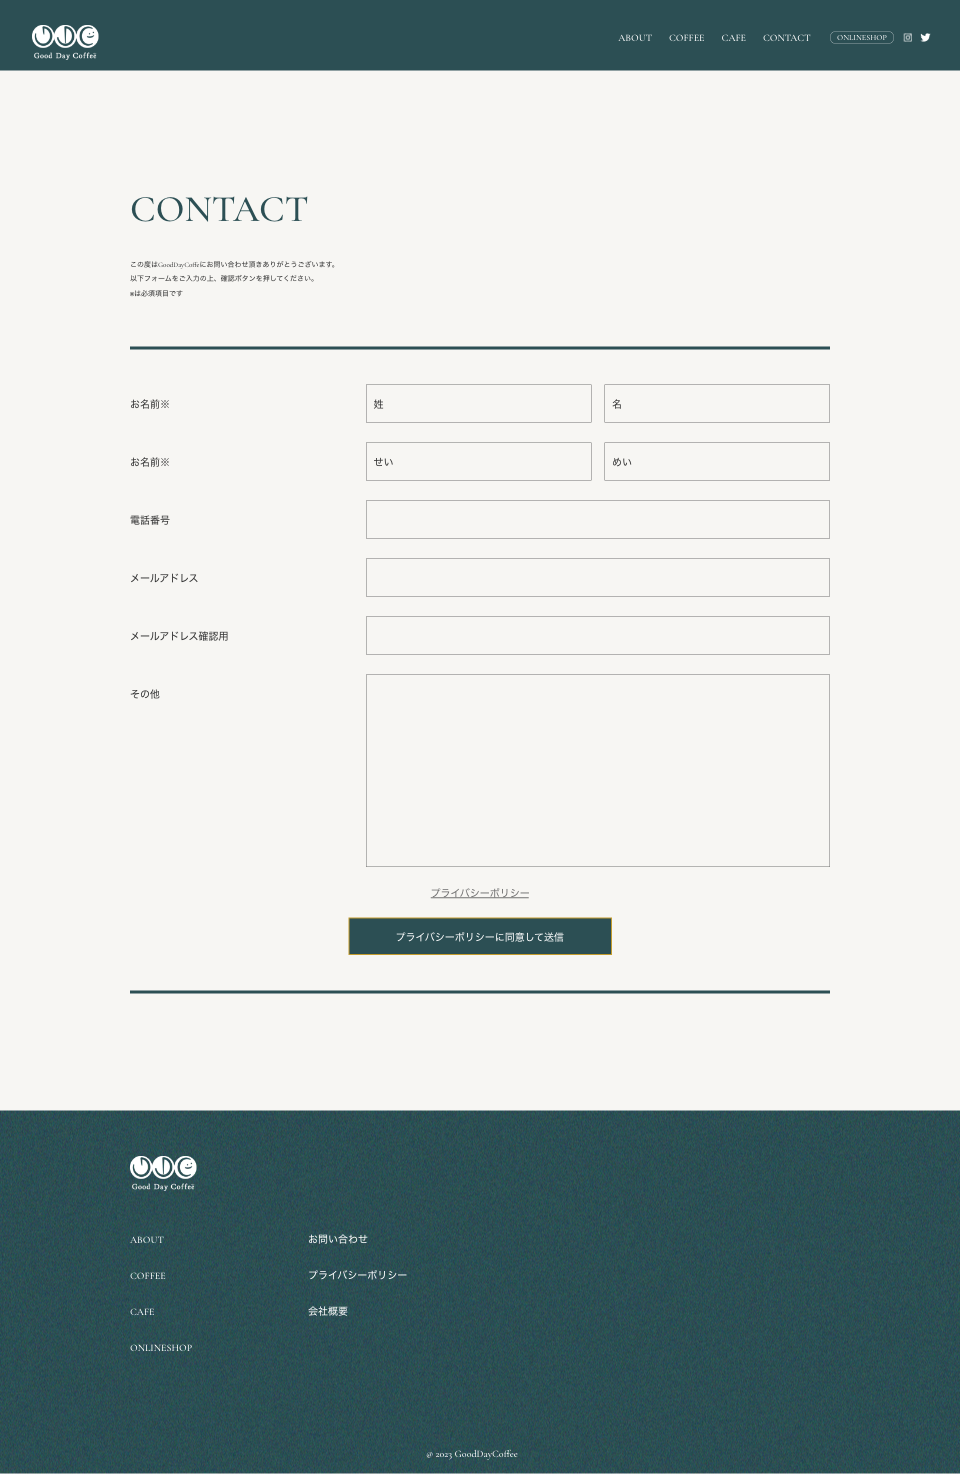 Good Day Coffee
ABOUT COFFEE CAFE CONTACT ONLINESHOP
CONTACT
この度はGoodDayCoffeにお問い合わせ頂きありがとうございます。
以下フォームをご入力の上、確認ボタンを押してください。
※は必須項目です
お名前※ 姓 名
お名前※ せい めい
電話番号
メールアドレス
メールアドレス確認用
その他
プライバシーポリシー
プライバシーポリシーに同意して送信
Good Day Coffee
ABOUT お問い合わせ
COFFEE プライバシーポリシー
CAFE 会社概要
ONLINESHOP
@ 2023 GoodDayCoffee